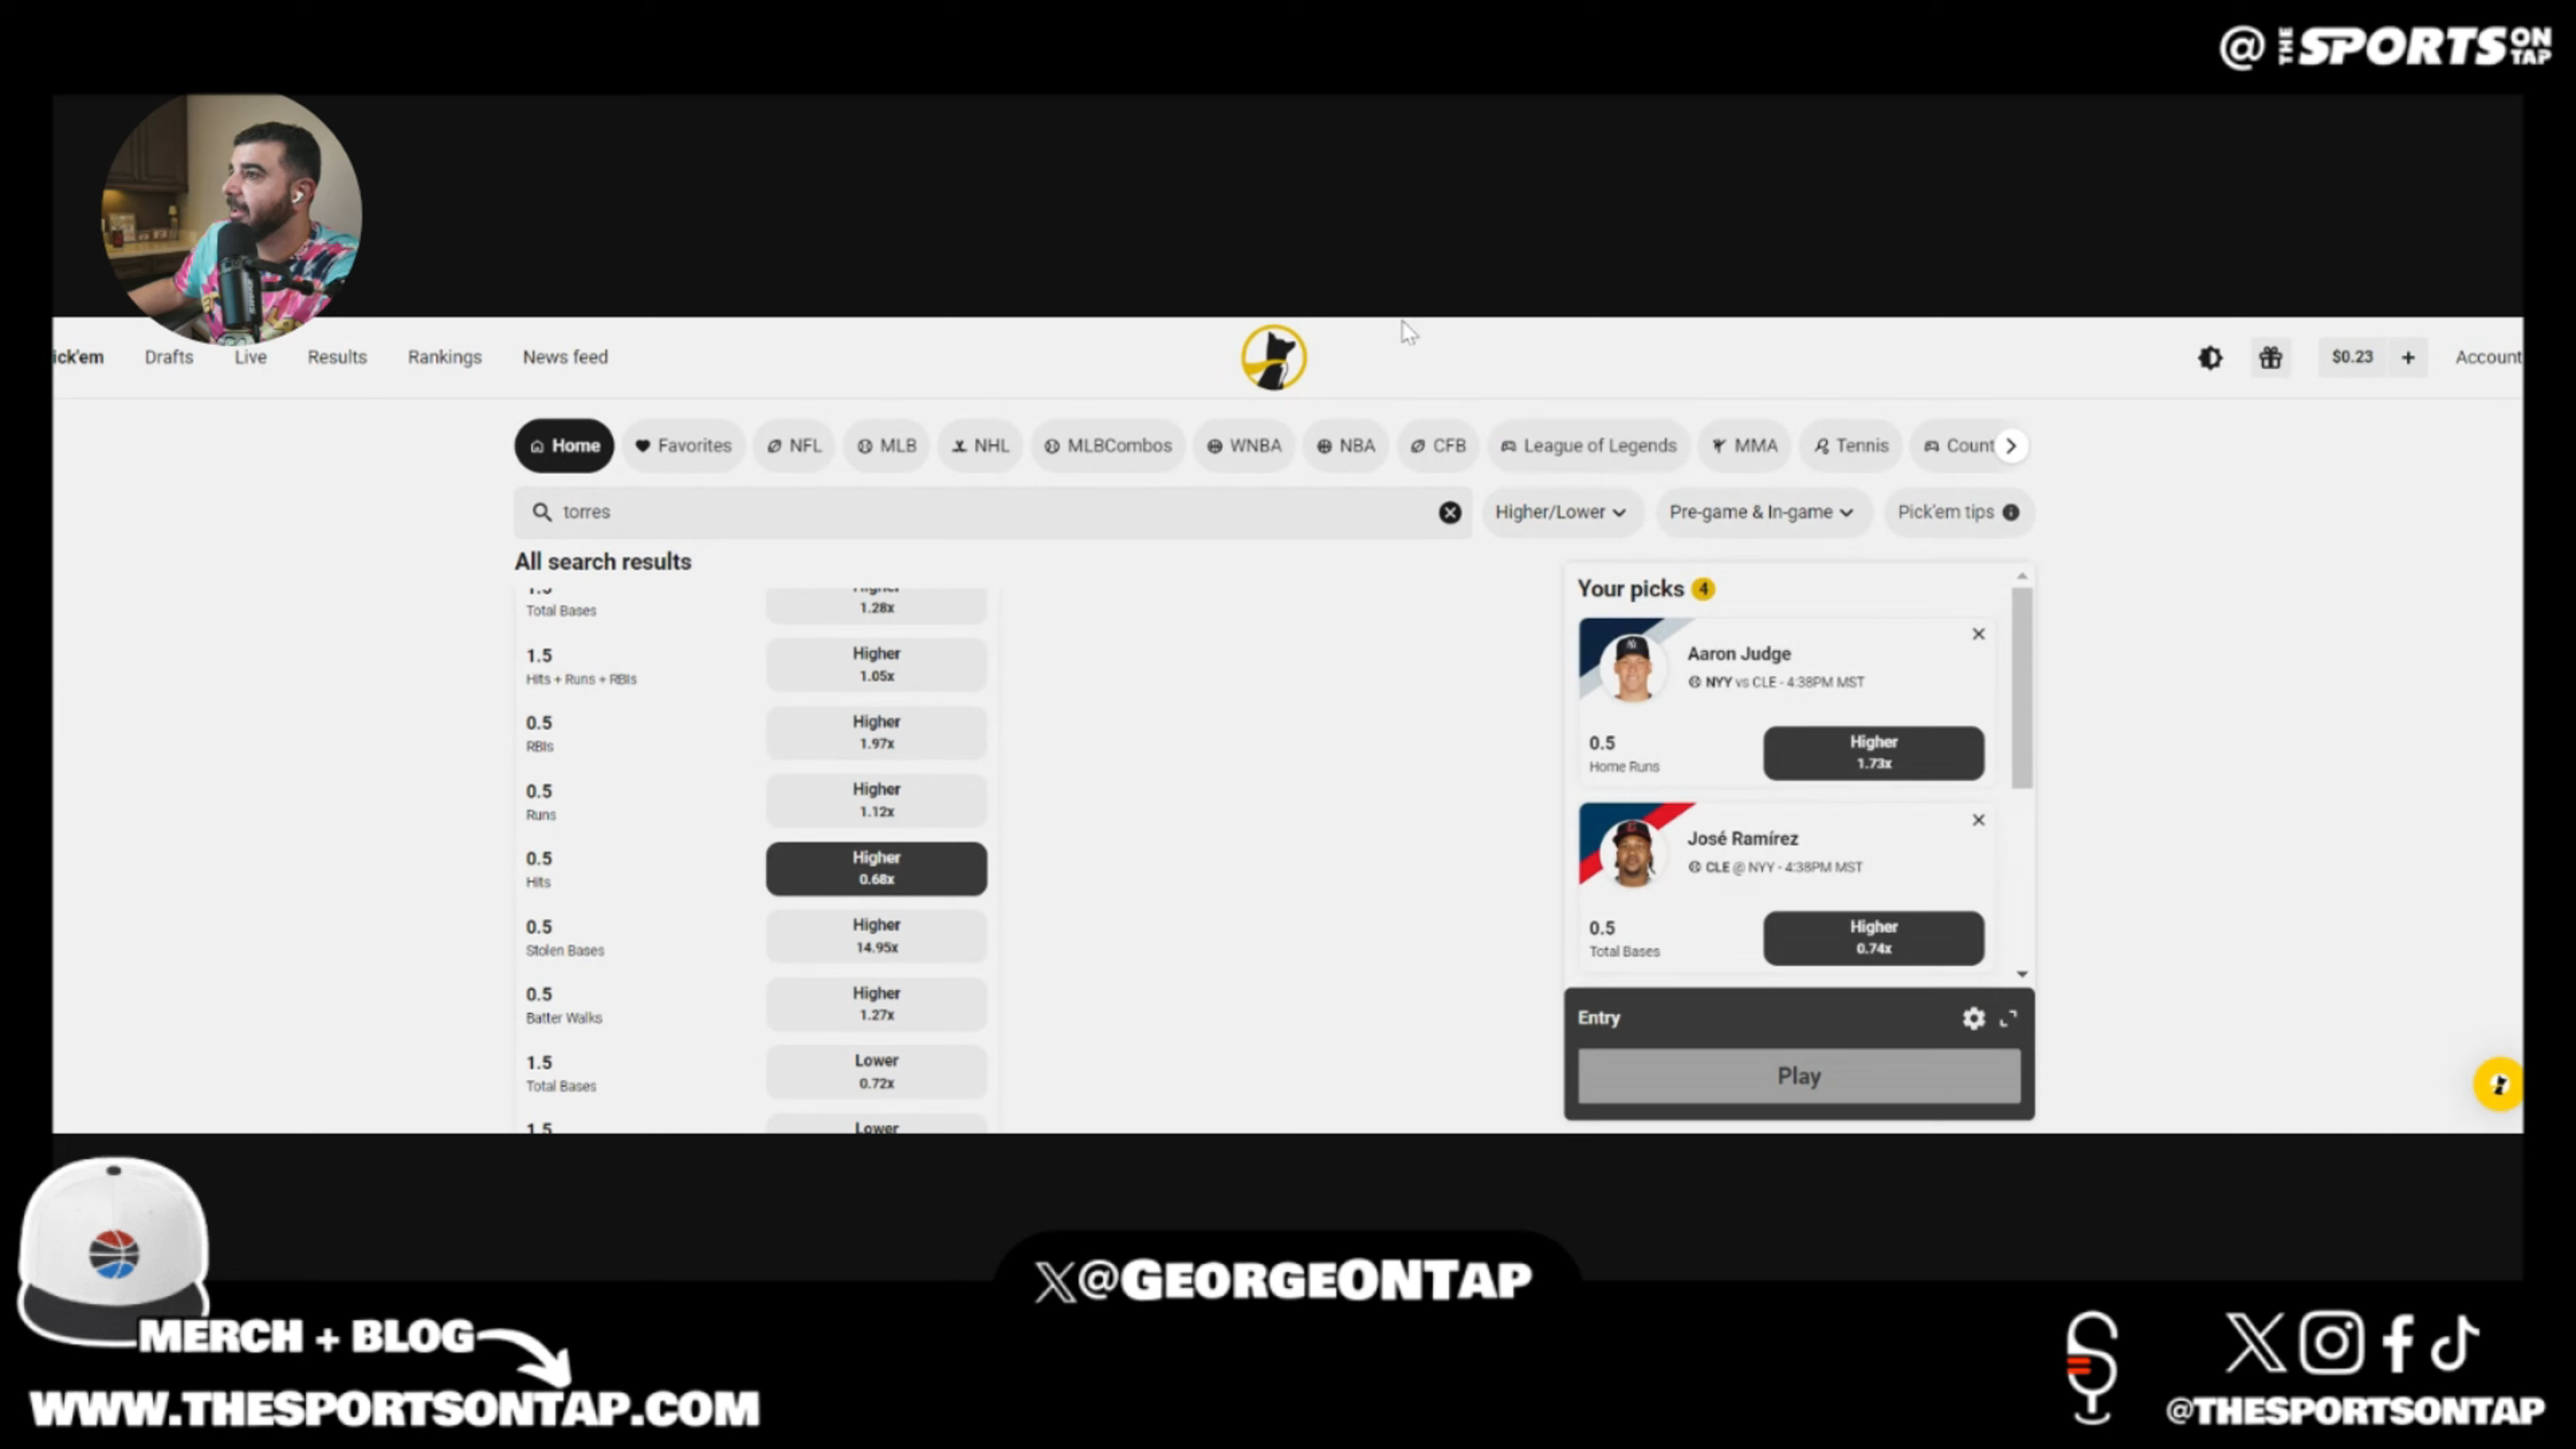 @THE SPORTS ON TAP
ick'em
Drafts
Live
Results
Rankings
News feed
$0.23
+
Account
Home
Favorites
NFL
MLB
NHL
MLBCombos
WNBA
NBA
CFB
League of Legends
MMA
Tennis
Count
torres
Higher/Lower
Pre-game & In-game
Pick'em tips
All search results
1.5
Total Bases
Higher
1.28x
1.5
Hits + Runs + RBIs
Higher
1.05x
0.5
RBIs
Higher
1.97x
0.5
Runs
Higher
1.12x
0.5
Hits
Higher
0.68x
0.5
Stolen Bases
Higher
14.95x
0.5
Batter Walks
Higher
1.27x
1.5
Total Bases
Lower
0.72x
1.5
Lower
Your picks 4
Aaron Judge
NYY vs CLE - 4:38PM MST
0.5
Home Runs
Higher
1.73x
José Ramírez
CLE @ NYY - 4:38PM MST
0.5
Total Bases
Higher
0.74x
Entry
Play
X@GEORGEONTAP
MERCH + BLOG
WWW.THESPORTSONTAP.COM
@THESPORTSONTAP